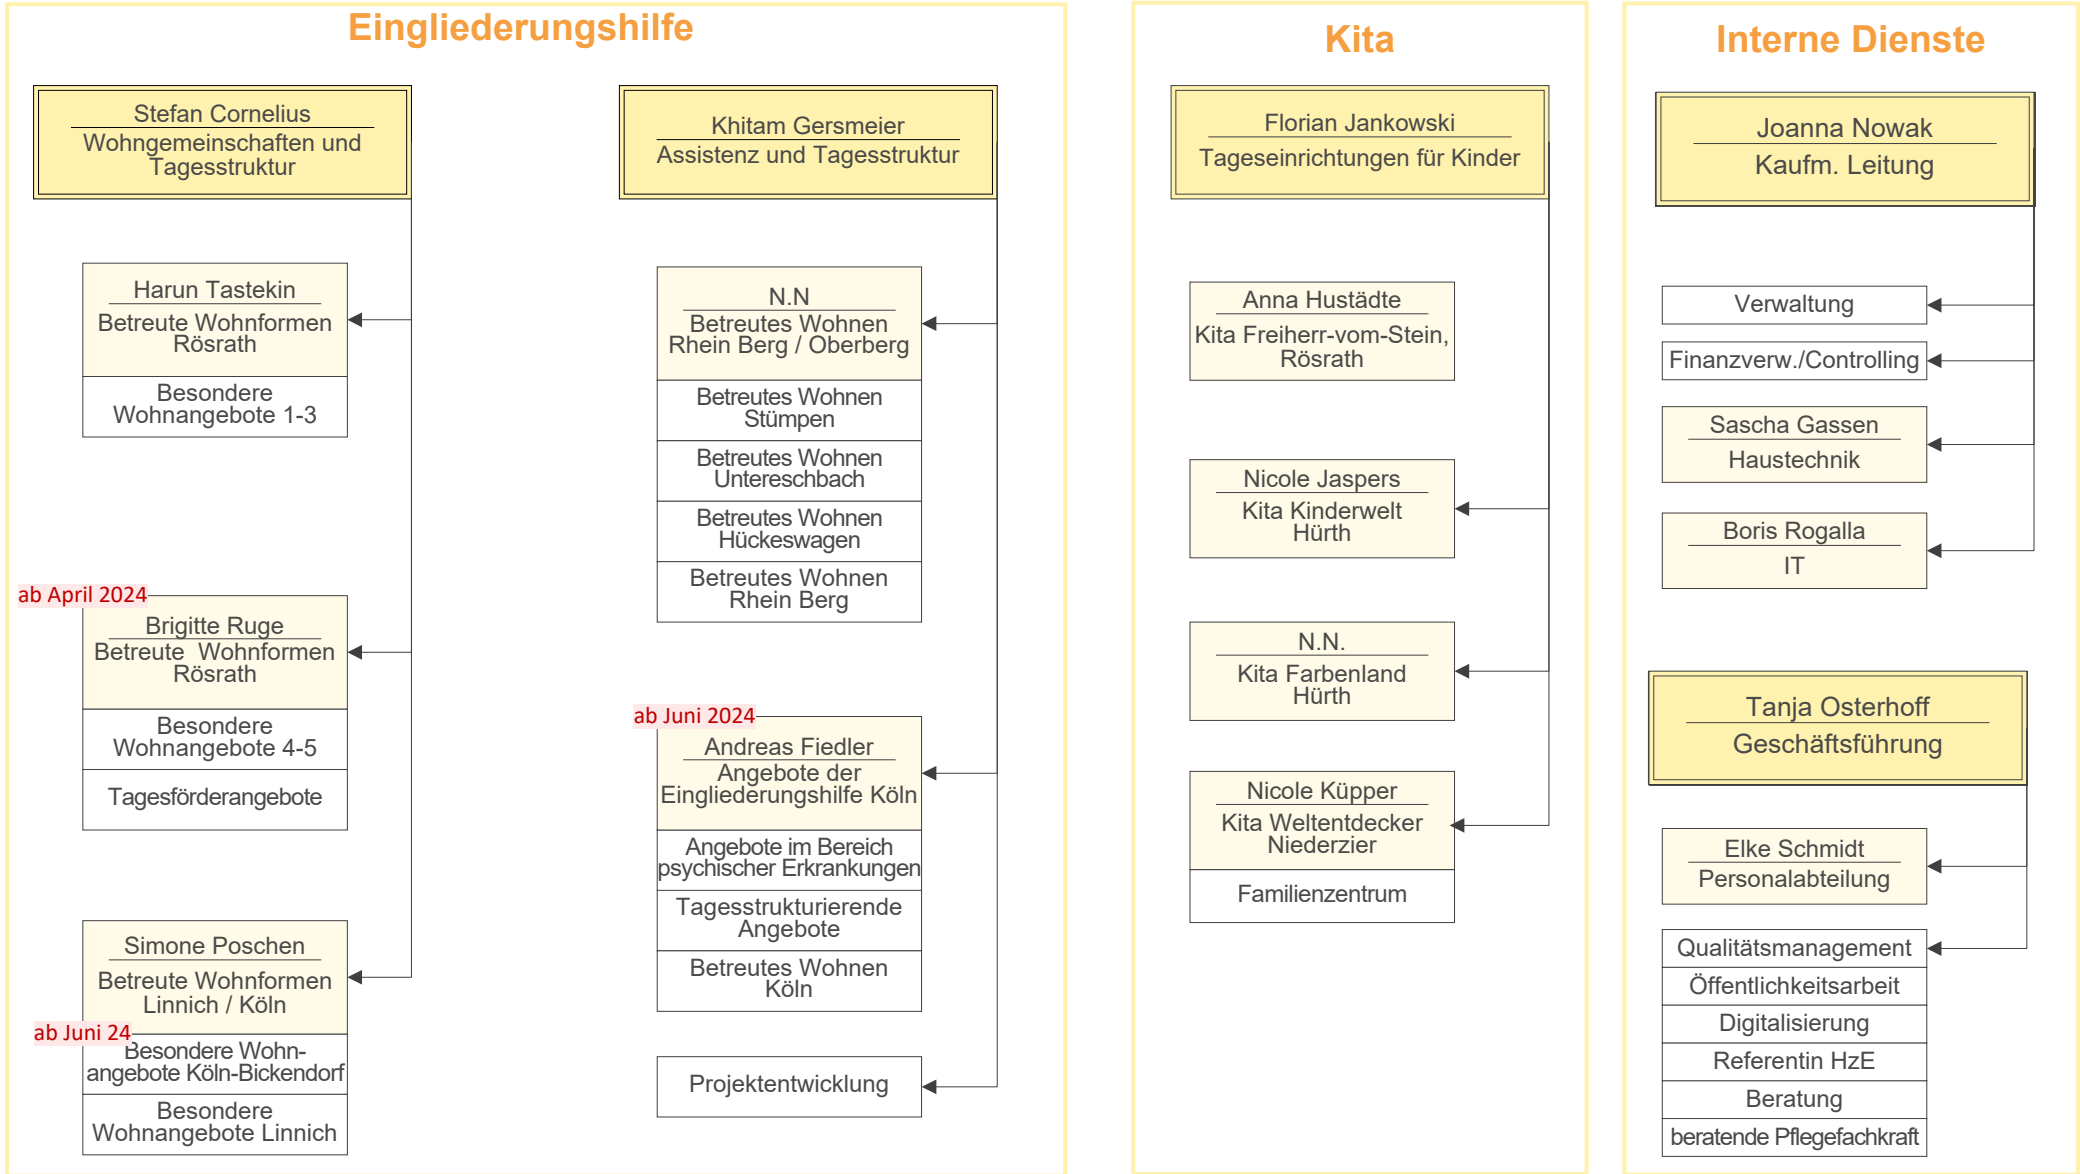 Eingliederungshilfe
Stefan Cornelius
Wohngemeinschaften und
Tagesstruktur
Harun Tastekin
Betreute Wohnformen
Rösrath
Besondere
Wohnangebote 1-3
ab April 2024
Brigitte Ruge
Betreute Wohnformen
Rösrath
Besondere
Wohnangebote 4-5
Tagesförderangebote
Simone Poschen
Betreute Wohnformen
Linnich / Köln
ab Juni 24
Besondere Wohn-
angebote Köln-Bickendorf
Besondere
Wohnangebote Linnich
Khitam Gersmeier
Assistenz und Tagesstruktur
N.N
Betreutes Wohnen
Rhein Berg / Oberberg
Betreutes Wohnen
Stümpen
Betreutes Wohnen
Untereschbach
Betreutes Wohnen
Hückeswagen
Betreutes Wohnen
Rhein Berg
ab Juni 2024
Andreas Fiedler
Angebote der
Eingliederungshilfe Köln
Angebote im Bereich
psychischer Erkrankungen
Tagesstrukturierende
Angebote
Betreutes Wohnen
Köln
Projektentwicklung
Kita
Florian Jankowski
Tageseinrichtungen für Kinder
Anna Hustädte
Kita Freiherr-vom-Stein,
Rösrath
Nicole Jaspers
Kita Kinderwelt
Hürth
N.N.
Kita Farbenland
Hürth
Nicole Küpper
Kita Weltentdecker
Niederzier
Familienzentrum
Interne Dienste
Joanna Nowak
Kaufm. Leitung
Verwaltung
Finanzverw./Controlling
Sascha Gassen
Haustechnik
Boris Rogalla
IT
Tanja Osterhoff
Geschäftsführung
Elke Schmidt
Personalabteilung
Qualitätsmanagement
Öffentlichkeitsarbeit
Digitalisierung
Referentin HzE
Beratung
beratende Pflegefachkraft